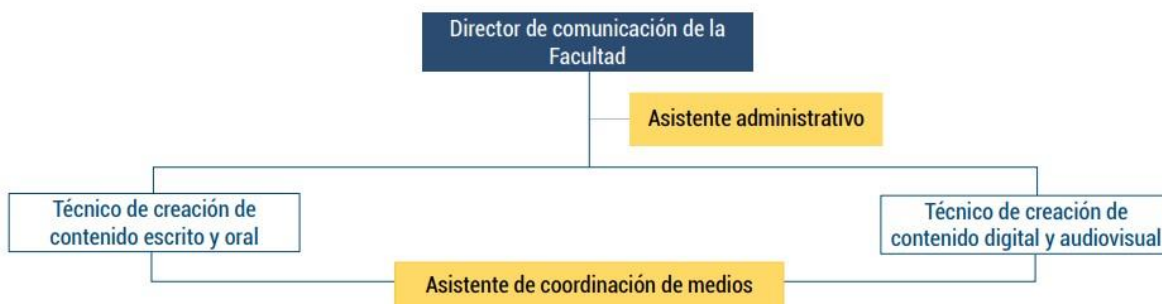 Director de comunicación de la
Facultad
Asistente administrativo
Técnico de creación de
contenido escrito y oral
Técnico de creación de
contenido digital y audiovisual
Asistente de coordinación de medios